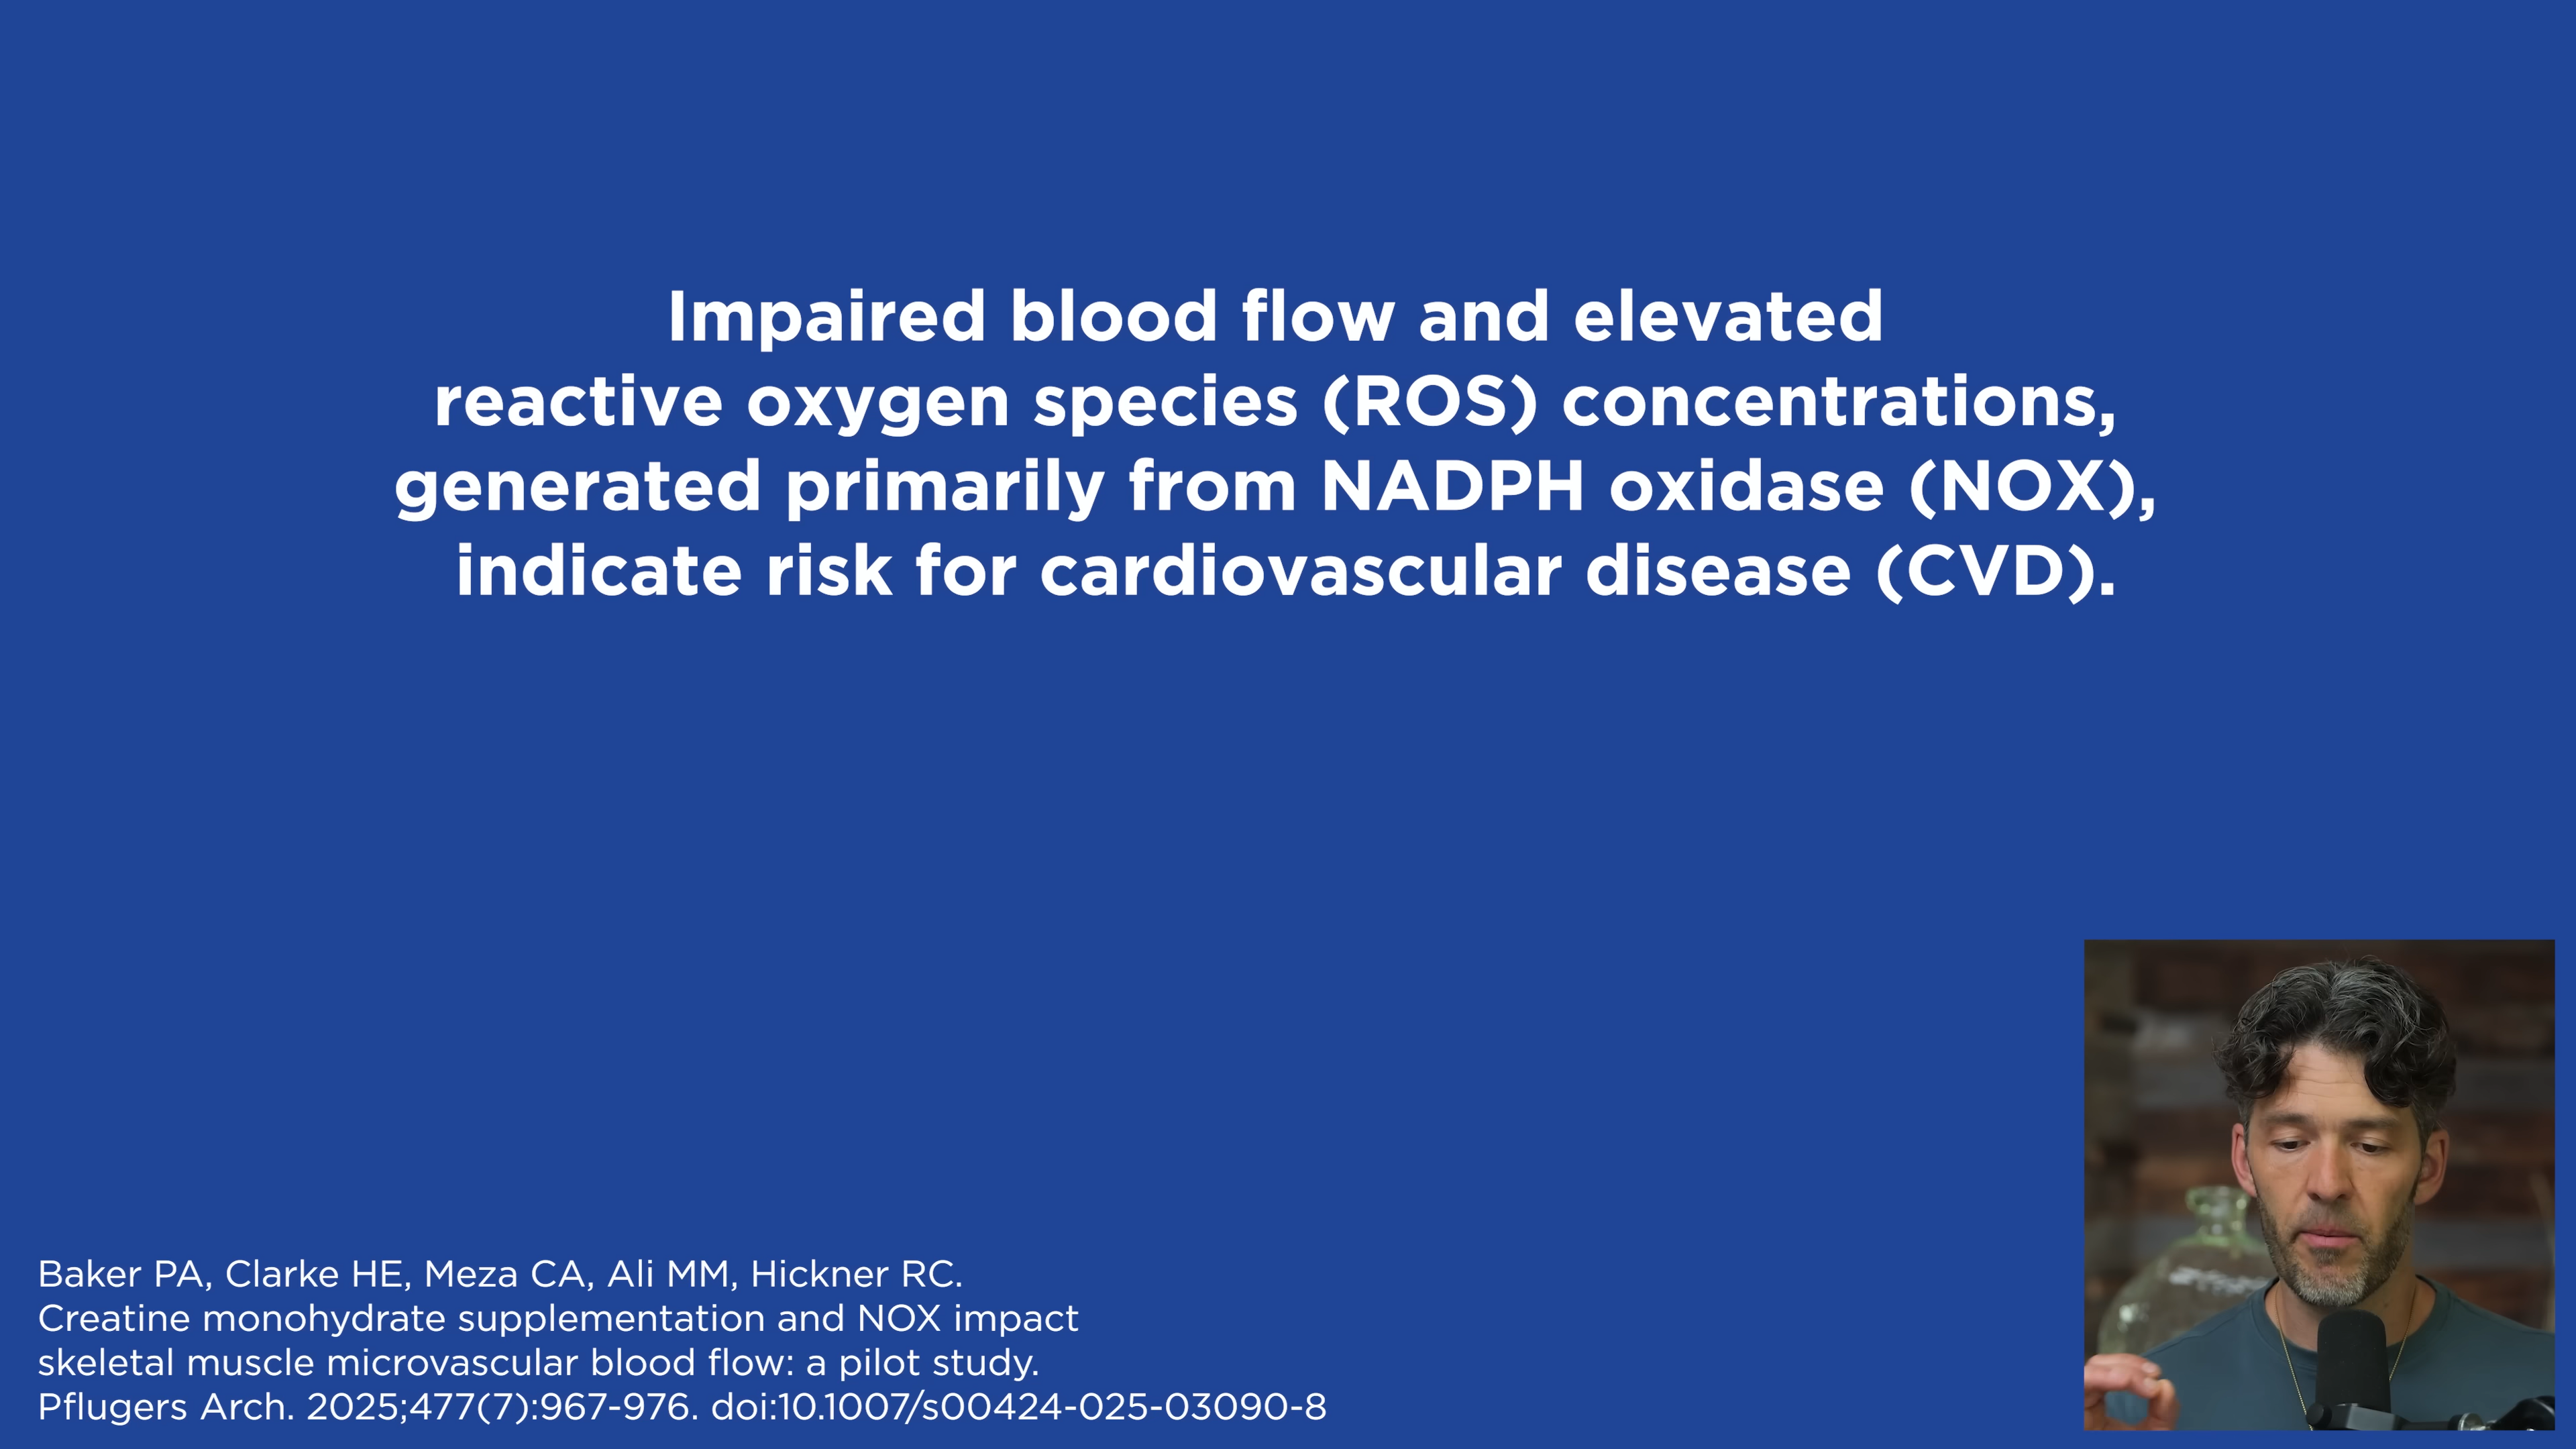 Impaired blood flow and elevated
reactive oxygen species (ROS) concentrations,
generated primarily from NADPH oxidase (NOX),
indicate risk for cardiovascular disease (CVD).
Baker PA, Clarke HE, Meza CA, Ali MM, Hickner RC.
Creatine monohydrate supplementation and NOX impact
skeletal muscle microvascular blood flow: a pilot study.
Pflugers Arch. 2025;477(7):967-976. doi:10.1007/s00424-025-03090-8